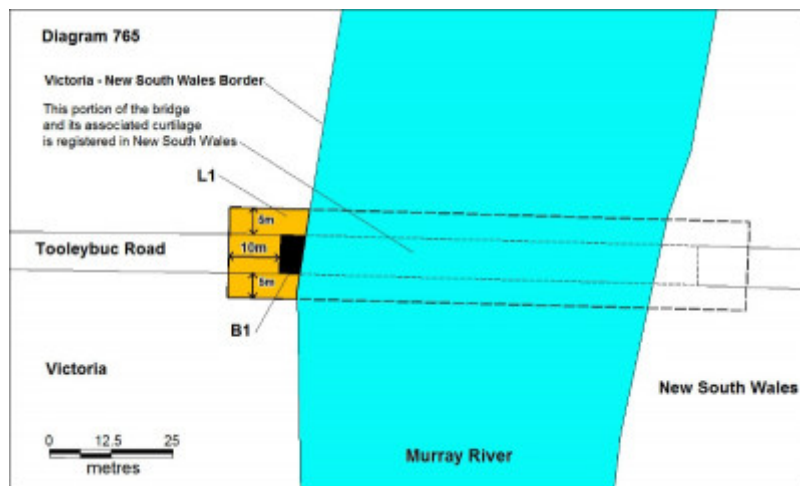 Diagram 765
Victoria - New South Wales Border
This portion of the bridge
and its associated curtilage
is registered in New South Wales
L1
5m
Tooleybuc Road
10m
5m
B1
Victoria
New South Wales
0 12.5 25
metres
Murray River